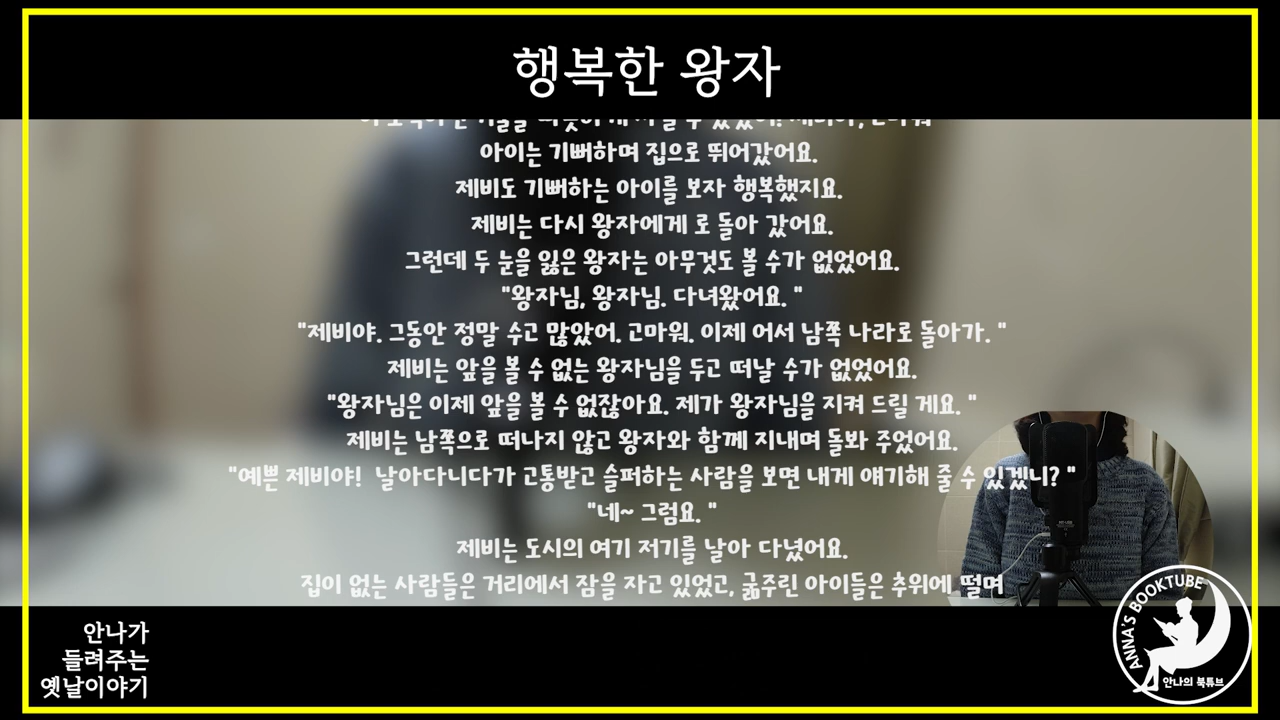 행복한 왕자
아이는 기뻐하며 집으로 뛰어갔어요.
제비도 기뻐하는 아이를 보자 행복했지요.
제비는 다시 왕자에게 로 돌아 갔어요.
그런데 두 눈을 잃은 왕자는 아무것도 볼 수가 없었어요.
"왕자님, 왕자님. 다녀왔어요. "
"제비야. 그동안 정말 수고 많았어. 고마워. 이제 어서 남쪽 나라로 돌아가. "
제비는 앞을 볼 수 없는 왕자님을 두고 떠날 수가 없었어요.
"왕자님은 이제 앞을 볼 수 없잖아요. 제가 왕자님을 지켜 드릴 게요. "
제비는 남쪽으로 떠나지 않고 왕자와 함께 지내며 돌봐 주었어요.
"예쁜 제비야!  날아다니다가 고통받고 슬퍼하는 사람을 보면 내게 얘기해 줄 수 있겠니? "
"네~ 그럼요. "
제비는 도시의 여기 저기를 날아 다녔어요.
집이 없는 사람들은 거리에서 잠을 자고 있었고, 굶주린 아이들은 추위에 떨며
안나가
들려주는
옛날이야기
ANNA'S BOOKTUBE
안나의 북튜브